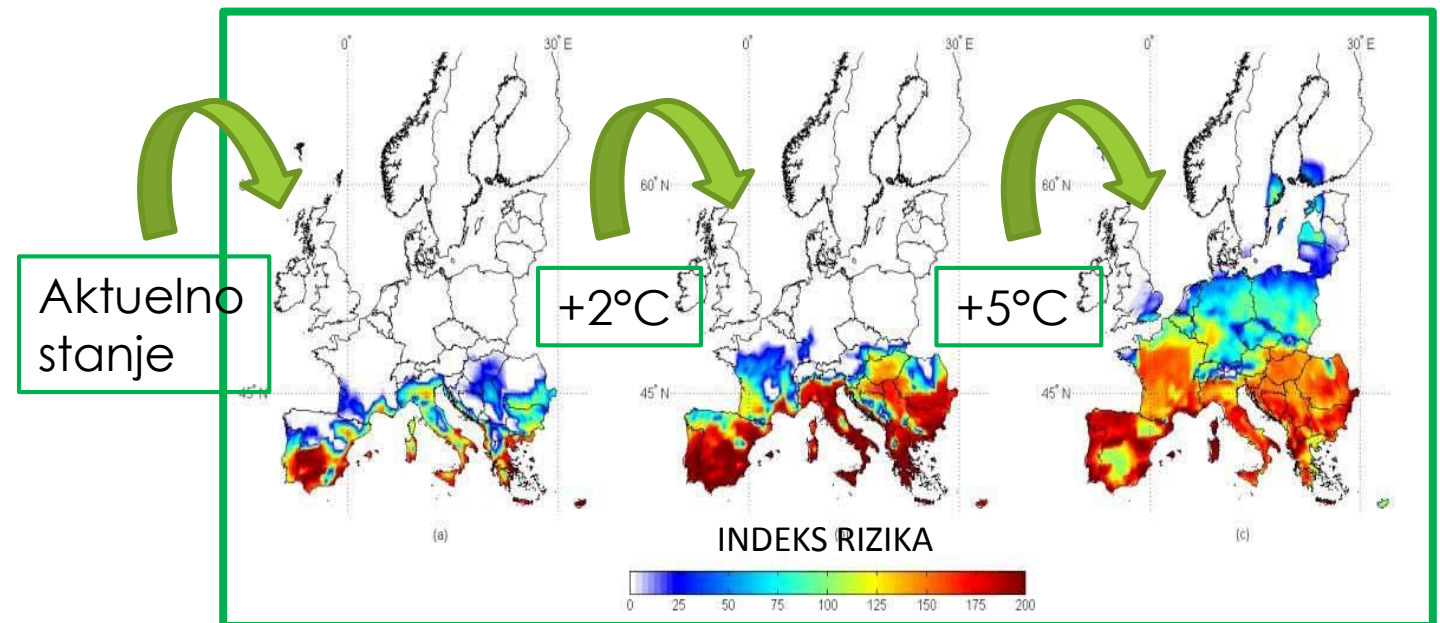 0° 30° E 0° 30° E 0° 30° E
60° N 60° N
Aktuelno
stanje
+2°C
+5°C
45° N 45° N 45° N
(a) (c)
INDEKS RIZIKA
0 25 50 75 100 125 150 175 200